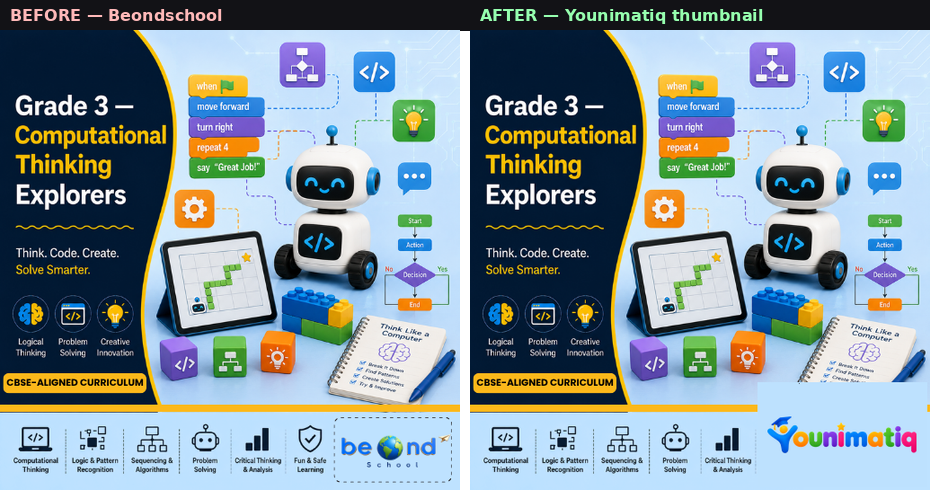 BEFORE — Beondschool
AFTER — Younimatiq thumbnail
Grade 3 —
Computational
Thinking
Explorers
Think. Code. Create.
Solve Smarter.
Logical
Thinking
Problem
Solving
Creative
Innovation
CBSE-ALIGNED CURRICULUM
when
move forward
turn right
repeat 4
say "Great Job!"
</>
</>
Start
Action
No
Yes
Decision
End
</>
Think Like a
Computer
Break It Down
Find Patterns
Create Solutions
Try & Improve
Computational
Thinking
Logic & Pattern
Recognition
Sequencing &
Algorithms
Problem
Solving
Critical Thinking
& Analysis
Fun & Safe
Learning
beond
School
Grade 3 —
Computational
Thinking
Explorers
Think. Code. Create.
Solve Smarter.
Logical
Thinking
Problem
Solving
Creative
Innovation
CBSE-ALIGNED CURRICULUM
when
move forward
turn right
repeat 4
say "Great Job!"
</>
</>
Start
Action
No
Yes
Decision
End
</>
Think Like a
Computer
Break It Down
Find Patterns
Create Solutions
Computational
Thinking
Logic & Pattern
Recognition
Sequencing &
Algorithms
Problem
Solving
Critical Thinking
& Analysis
Younimatiq